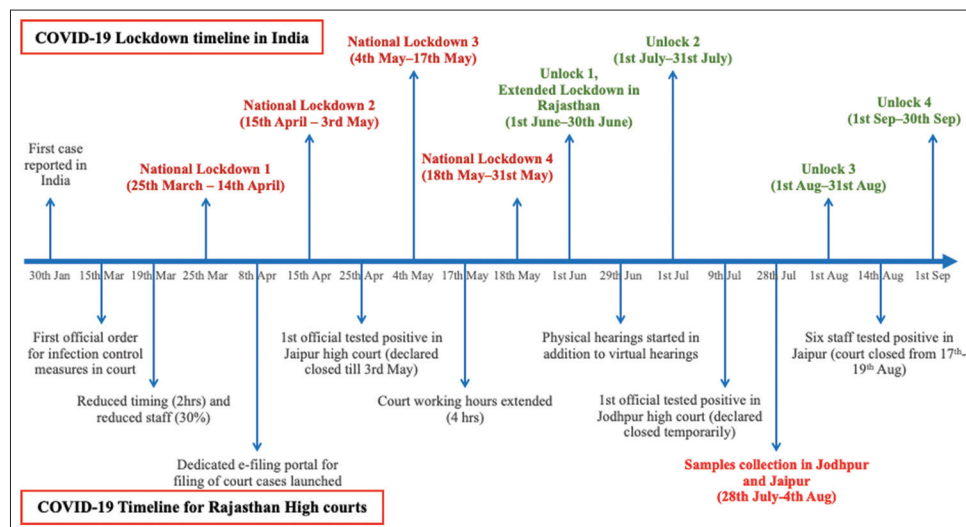 COVID-19 Lockdown timeline in India
First case
reported in
India
National Lockdown 1
(25th March – 14th April)
National Lockdown 2
(15th April – 3rd May)
National Lockdown 3
(4th May–17th May)
National Lockdown 4
(18th May–31st May)
Unlock 1,
Extended Lockdown in
Rajasthan
(1st June–30th June)
Unlock 2
(1st July–31st July)
Unlock 3
(1st Aug–31st Aug)
Unlock 4
(1st Sep–30th Sep)
30th Jan 15th Mar 19th Mar 25th Mar 8th Apr 15th Apr 25th Apr 4th May 17th May 18th May 1st Jun 29th Jun 1st Jul 9th Jul 28th Jul 1st Aug 14th Aug 1st Sep
First official order
for infection control
measures in court
Reduced timing (2hrs) and
reduced staff (30%)
Dedicated e-filing portal for
filing of court cases launched
1st official tested positive in
Jaipur high court (declared
closed till 3rd May)
Court working hours extended
(4 hrs)
Physical hearings started in
addition to virtual hearings
1st official tested positive in
Jodhpur high court (declared
closed temporarily)
Samples collection in Jodhpur
and Jaipur
(28th July-4th Aug)
Six staff tested positive in
Jaipur (court closed from 17th-
19th Aug)
COVID-19 Timeline for Rajasthan High courts